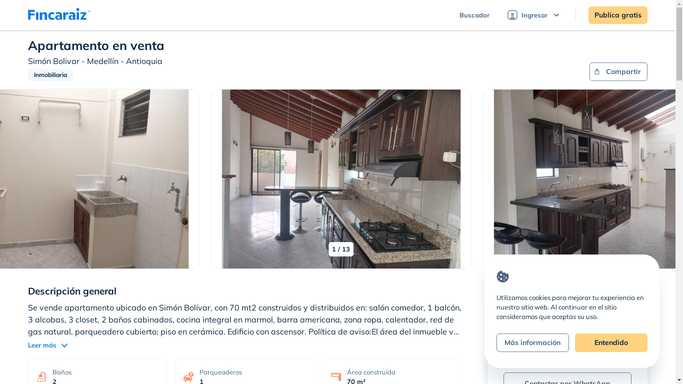 Fincaraiz
Buscador
Ingresar
Publica gratis
Apartamento en venta
Simón Bolivar - Medellín - Antioquia
Inmobiliaria
Compartir
1 / 13
Descripción general
Se vende apartamento ubicado en Simón Bolívar, con 70 mt2 construidos y distribuidos en: salón comedor, 1 balcón,
3 alcobas, 3 closet, 2 baños cabinados, cocina integral en marmol, barra americana, zona ropa, calentador, red de
gas natural, parqueadero cubierto; piso en cerámica. Edificio con ascensor. Política de aviso:El área del inmueble y...
Leer más
Baños
2
Parqueaderos
1
Área construida
70 m²
Utilizamos cookies para mejorar tu experiencia en
nuestro sitio web. Al continuar en el sitio
consideramos que aceptas su uso.
Más información
Entendido
Contactar por WhatsApp